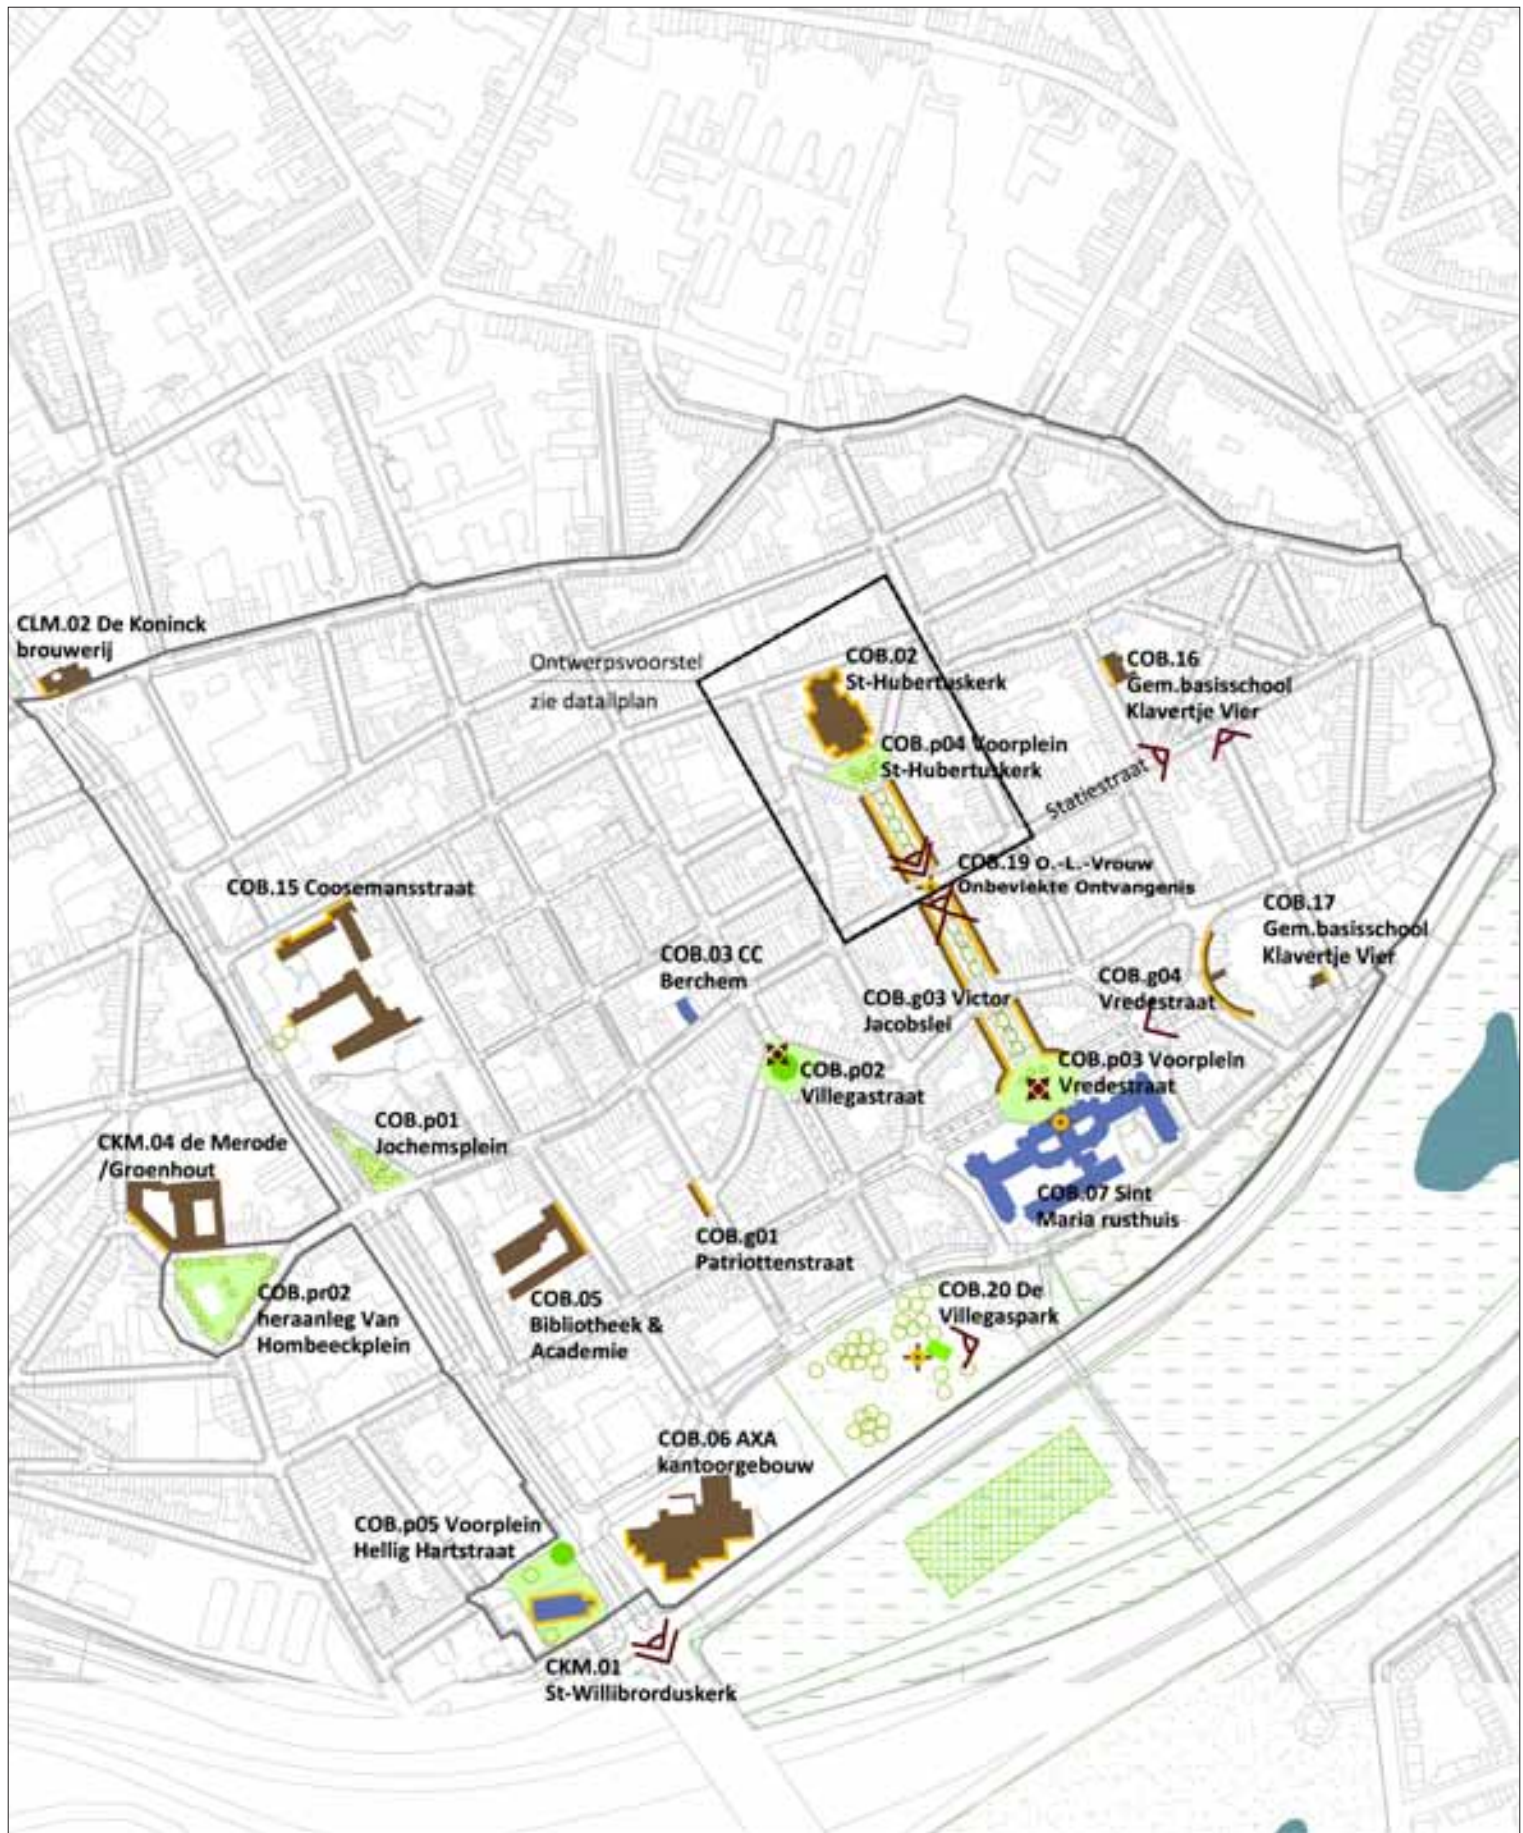 CLM.02 De Koninck
brouwerij
Ontwerpsvoorstel
zie datailplan
COB.02
St-Hubertuskerk
COB.16
Gem.basisschool
Klavertje Vier
COB.p04 Voorplein
St-Hubertuskerk
Statiestraat
COB.19 O.-L.-Vrouw
Onbevlekte Ontvangenis
COB.15 Coosemansstraat
COB.17
Gem.basisschool
Klavertje Vier
COB.03 CC
Berchem
COB.g04
Vredestraat
COB.g03 Victor
Jacobslei
COB.p03 Voorplein
Vredestraat
COB.p02
Villegastraat
COB.p01
Jochemsplein
CKM.04 de Merode
/Groenhout
COB.07 Sint
Maria rusthuis
COB.g01
Patriottenstraat
COB.pr02
heraanleg Van
Hombeeckplein
COB.05
Bibliotheek &
Academie
COB.20 De
Villegaspark
COB.06 AXA
kantoorgebouw
COB.p05 Voorplein
Hellig Hartstraat
CKM.01
St-Willibrorduskerk